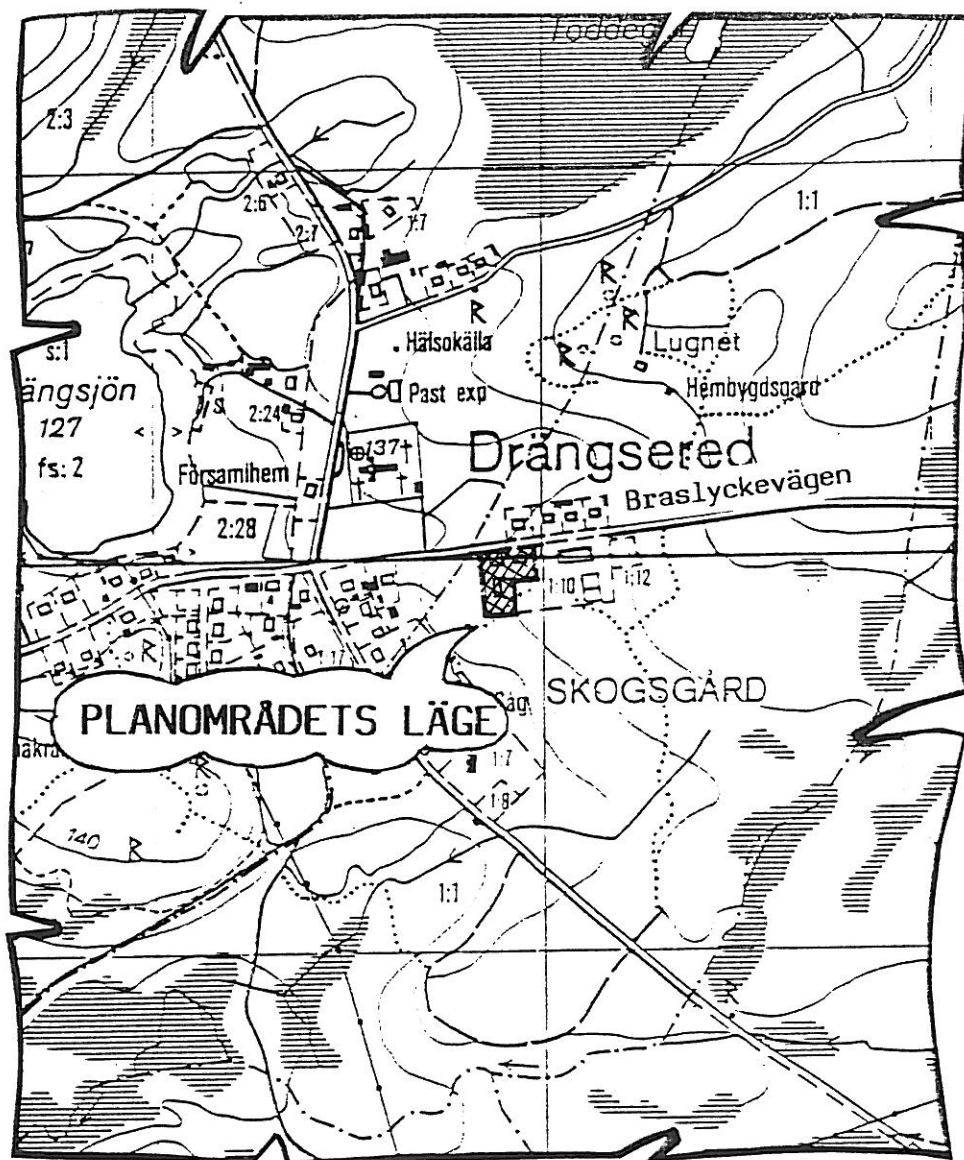 2:3
2:6
2:7
1:7
1:1
s:1
ängsjön
127
fs: 2
Hälsokälla
Past exp
Lugnet
Hembygdsgård
2:24
137
Församlhem
2:28
Drängsered
Braslyckevägen
1:10
1:12
1:17
PLANOMRÅDETS LÄGE
Såg
SKOGSGÅRD
1:7
1:8
140
1:1
R
R
R
R
R
R
R